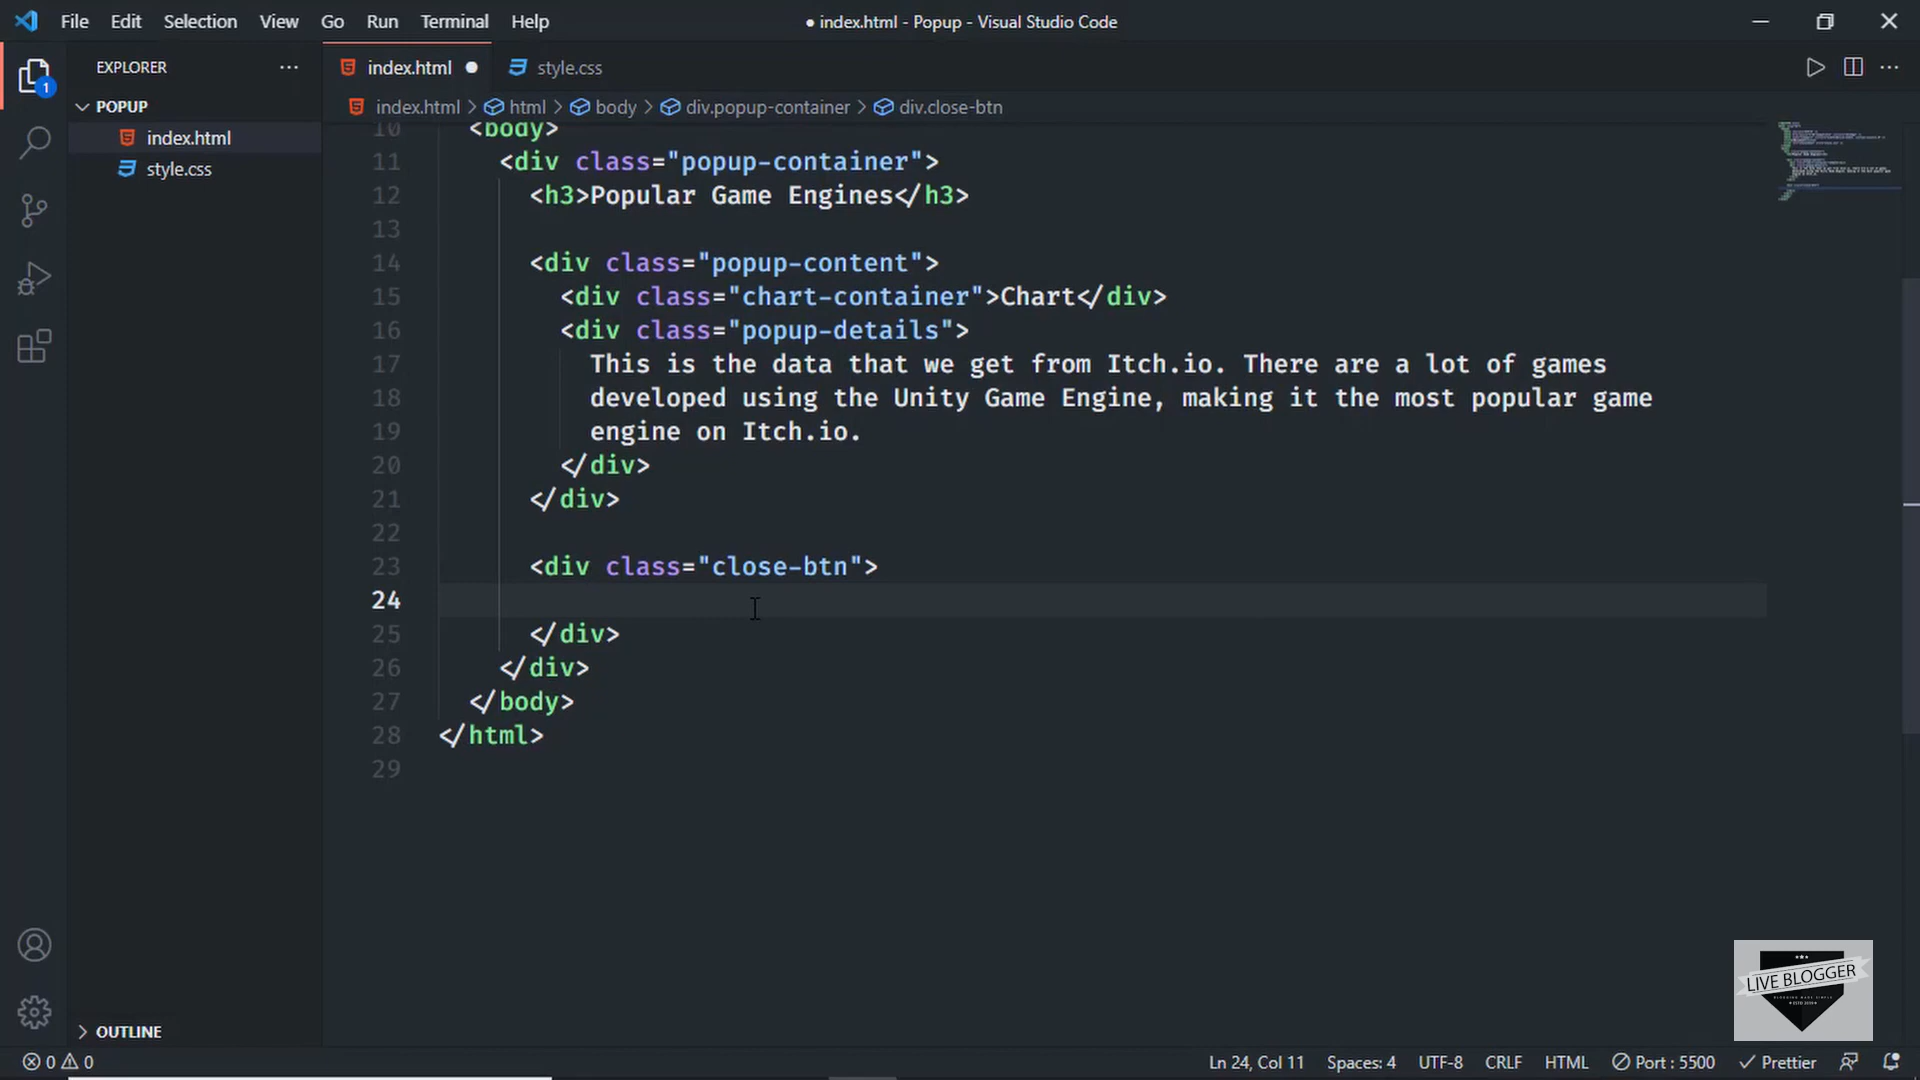 File Edit Selection View Go Run Terminal Help
● index.html - Popup - Visual Studio Code
EXPLORER
POPUP
index.html
style.css
OUTLINE
1
index.html ●
style.css
index.html > html > body > div.popup-container > div.close-btn
10 <body>
11 <div class="popup-container">
12 <h3>Popular Game Engines</h3>
13
14 <div class="popup-content">
15 <div class="chart-container">Chart</div>
16 <div class="popup-details">
17 This is the data that we get from Itch.io. There are a lot of games
18 developed using the Unity Game Engine, making it the most popular game
19 engine on Itch.io.
20 </div>
21 </div>
22
23 <div class="close-btn">
24
25 </div>
26 </div>
27 </body>
28 </html>
29
LIVE BLOGGER
0 0
Ln 24, Col 11 Spaces: 4 UTF-8 CRLF HTML Port : 5500 Prettier